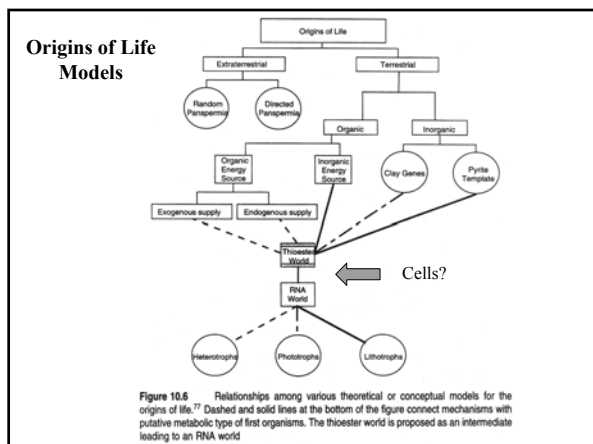 Origins of Life
Models
Origins of Life
Extraterrestrial
Terrestrial
Random
Panspermia
Directed
Panspermia
Organic
Inorganic
Organic
Energy
Source
Inorganic
Energy
Source
Clay Genes
Pyrite
Template
Exogenous supply
Endogenous supply
Thioester
World
Cells?
RNA
World
Heterotrophs
Phototrophs
Lithotrophs
Figure 10.6 Relationships among various theoretical or conceptual models for the
origins of life.77 Dashed and solid lines at the bottom of the figure connect mechanisms with
putative metabolic type of first organisms. The thioester world is proposed as an intermediate
leading to an RNA world